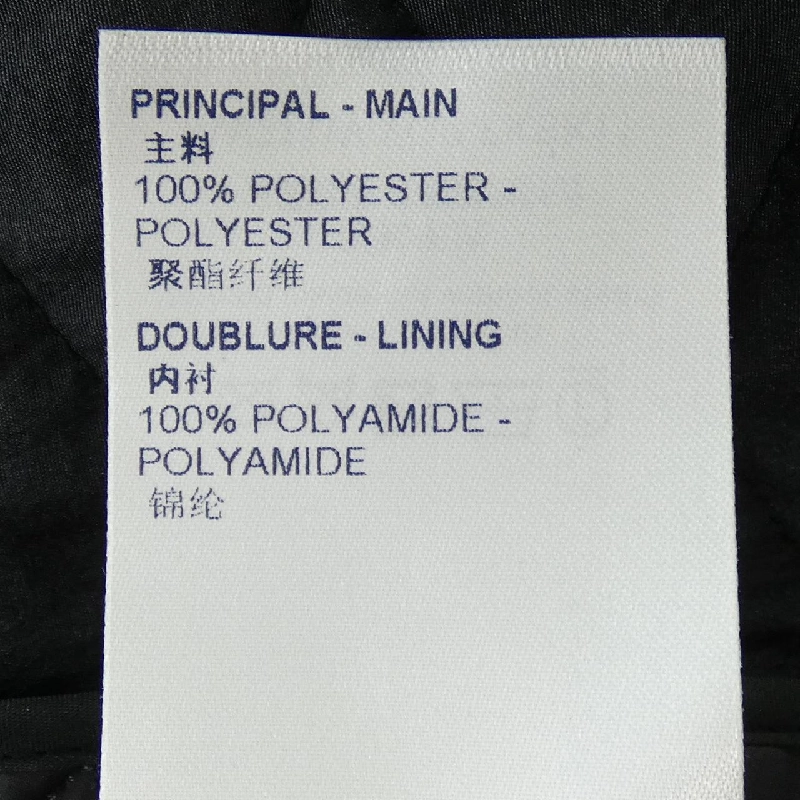 PRINCIPAL - MAIN
主料
100% POLYESTER -
POLYESTER
聚酯纤维
DOUBLURE - LINING
内衬
100% POLYAMIDE -
POLYAMIDE
锦纶